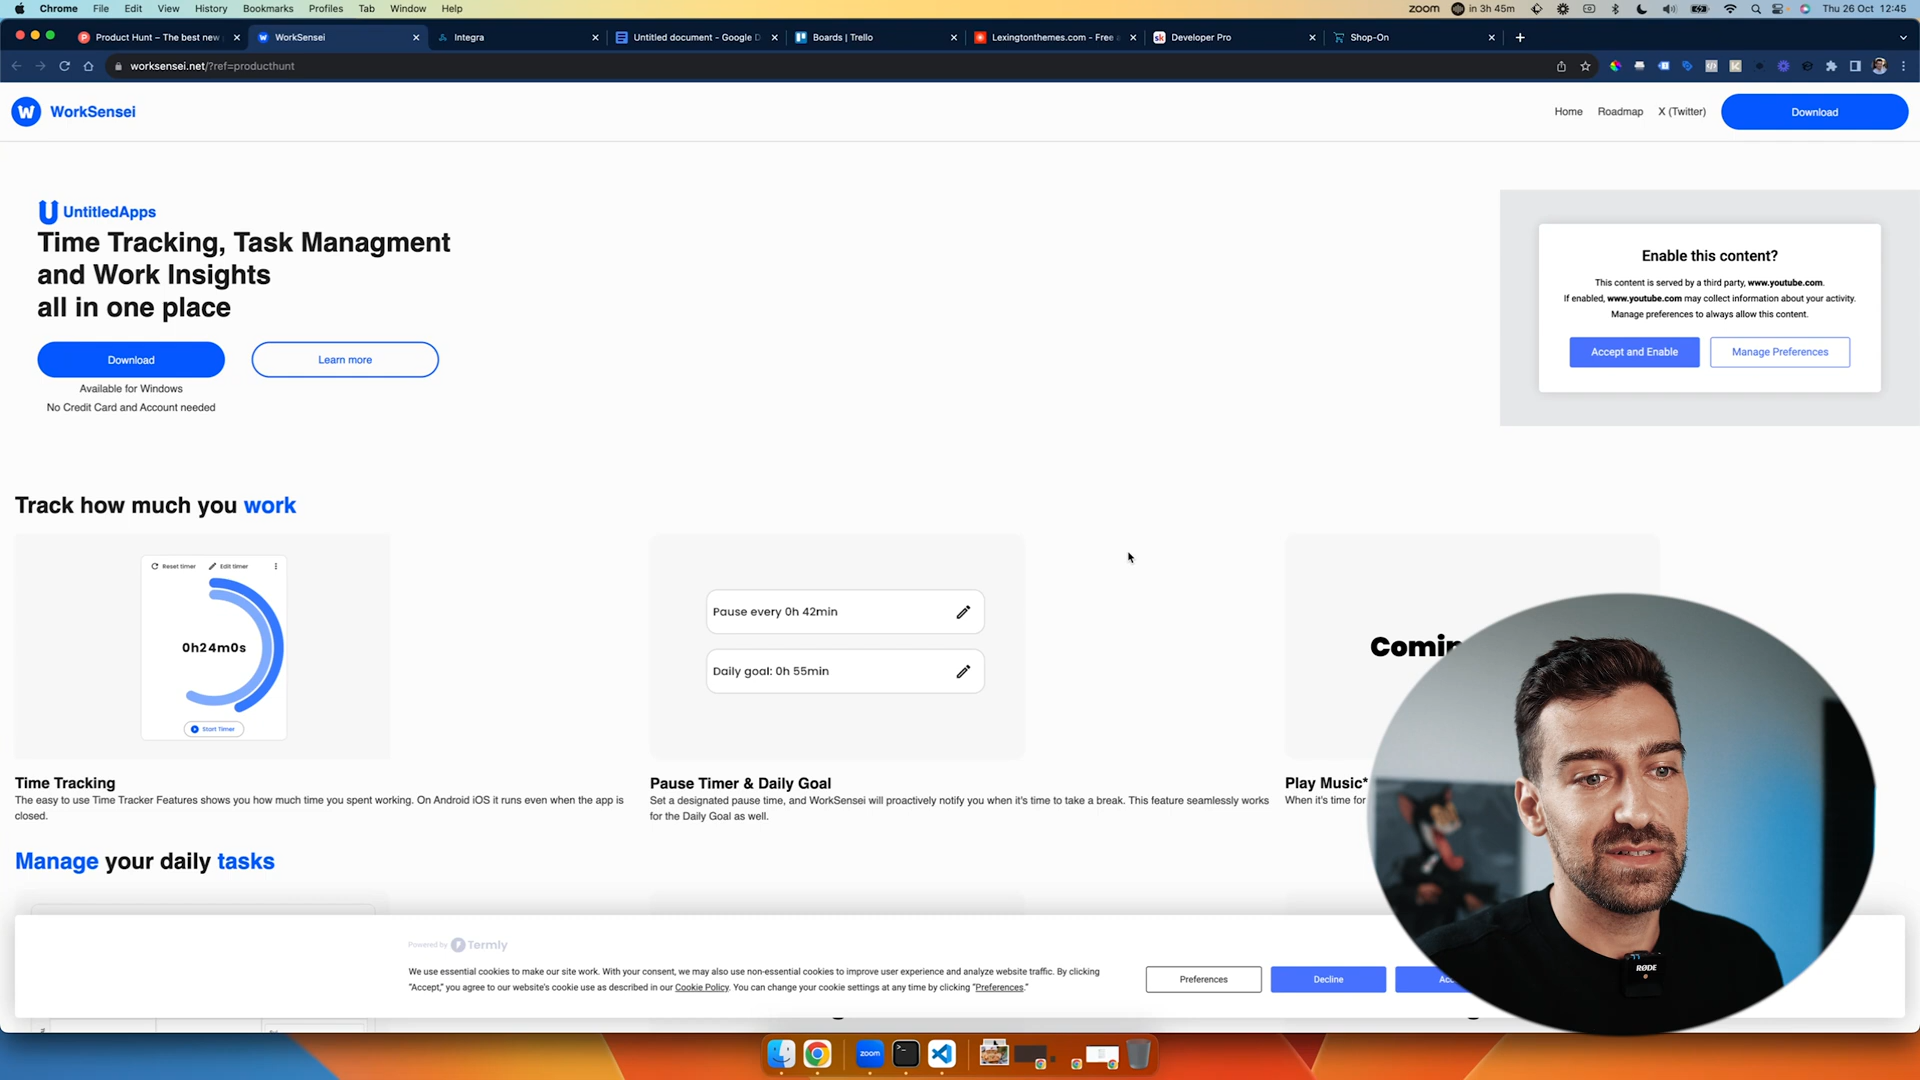 Chrome File Edit View History Bookmarks Profiles Tab Window Help
zoom in 3h 45m Thu 26 Oct 12:45
Product Hunt – The best new
WorkSensei
Integra
Untitled document - Google D
Boards | Trello
Lexingtonthemes.com - Free
Developer Pro
Shop-On
worksensei.net/?ref=producthunt
W WorkSensei
Home Roadmap X (Twitter) Download
UntitledApps
Time Tracking, Task Managment
and Work Insights
all in one place
Download Learn more
Available for Windows
No Credit Card and Account needed
Enable this content?
This content is served by a third party, www.youtube.com.
If enabled, www.youtube.com may collect information about your activity.
Manage preferences to always allow this content.
Accept and Enable Manage Preferences
Track how much you work
Reset timer Edit timer
0h24m0s
Start Timer
Pause every 0h 42min
Daily goal: 0h 55min
Time Tracking
The easy to use Time Tracker Features shows you how much time you spent working. On Android iOS it runs even when the app is
closed.
Pause Timer & Daily Goal
Set a designated pause time, and WorkSensei will proactively notify you when it's time to take a break. This feature seamlessly works
for the Daily Goal as well.
Play Music*
When it's time for
Manage your daily tasks
Powered by Termly
We use essential cookies to make our site work. With your consent, we may also use non-essential cookies to improve user experience and analyze website traffic. By clicking
"Accept," you agree to our website's cookie use as described in our Cookie Policy. You can change your cookie settings at any time by clicking "Preferences."
Preferences Decline
RØDE
zoom